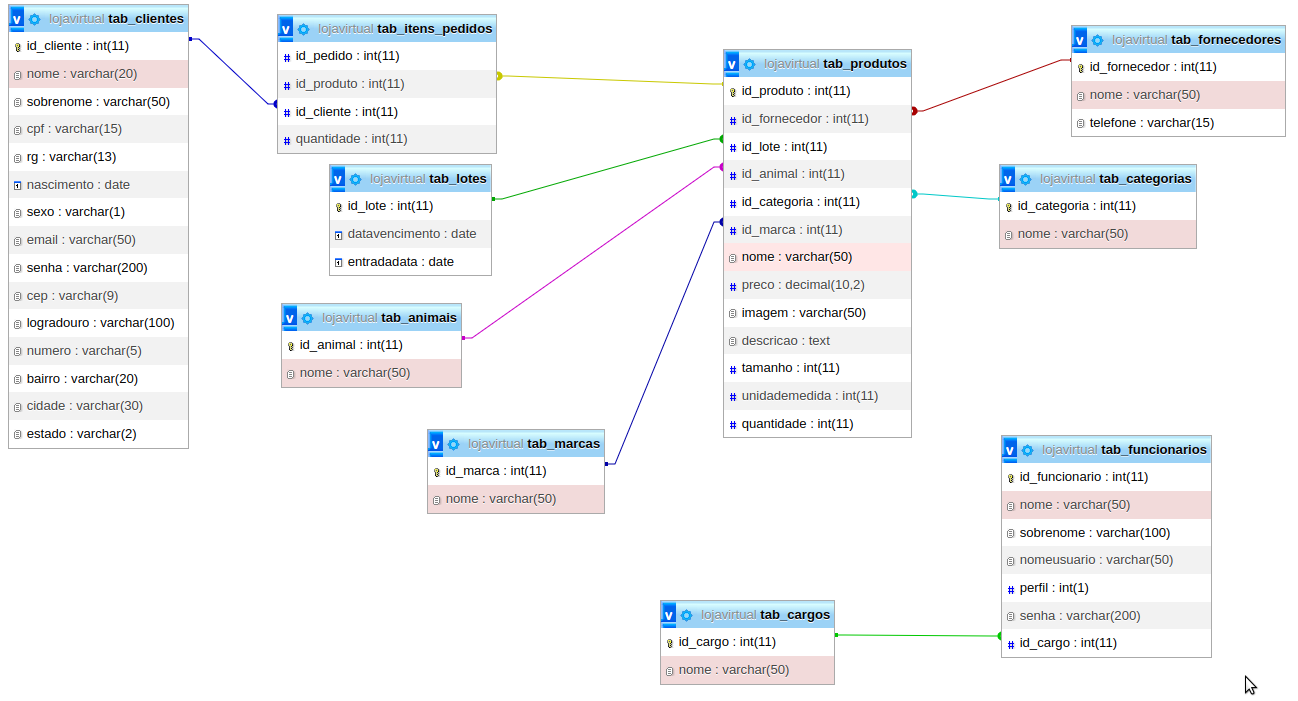 v lojavirtual tab_clientes
id_cliente : int(11)
nome : varchar(20)
sobrenome : varchar(50)
cpf : varchar(15)
rg : varchar(13)
nascimento : date
sexo : varchar(1)
email : varchar(50)
senha : varchar(200)
cep : varchar(9)
logradouro : varchar(100)
numero : varchar(5)
bairro : varchar(20)
cidade : varchar(30)
estado : varchar(2)
v lojavirtual tab_itens_pedidos
# id_pedido : int(11)
# id_produto : int(11)
# id_cliente : int(11)
# quantidade : int(11)
v lojavirtual tab_lotes
id_lote : int(11)
datavencimento : date
entradadata : date
v lojavirtual tab_animais
id_animal : int(11)
nome : varchar(50)
v lojavirtual tab_marcas
id_marca : int(11)
nome : varchar(50)
v lojavirtual tab_produtos
id_produto : int(11)
# id_fornecedor : int(11)
# id_lote : int(11)
# id_animal : int(11)
# id_categoria : int(11)
# id_marca : int(11)
nome : varchar(50)
# preco : decimal(10,2)
imagem : varchar(50)
descricao : text
# tamanho : int(11)
# unidademedida : int(11)
# quantidade : int(11)
v lojavirtual tab_fornecedores
id_fornecedor : int(11)
nome : varchar(50)
telefone : varchar(15)
v lojavirtual tab_categorias
id_categoria : int(11)
nome : varchar(50)
v lojavirtual tab_cargos
id_cargo : int(11)
nome : varchar(50)
v lojavirtual tab_funcionarios
id_funcionario : int(11)
nome : varchar(50)
sobrenome : varchar(100)
nomeusuario : varchar(50)
# perfil : int(1)
senha : varchar(200)
# id_cargo : int(11)